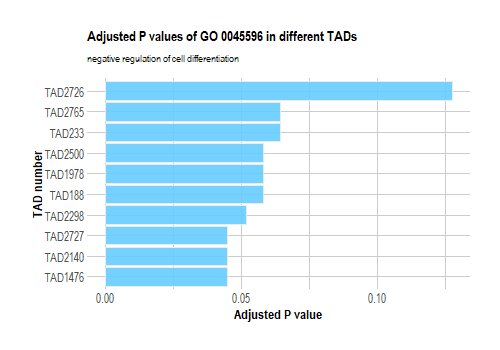 Adjusted P values of GO 0045596 in different TADs
negative regulation of cell differentiation
TAD number
TAD2726
TAD2765
TAD233
TAD2500
TAD1978
TAD188
TAD2298
TAD2727
TAD2140
TAD1476
0.00 0.05 0.10
Adjusted P value